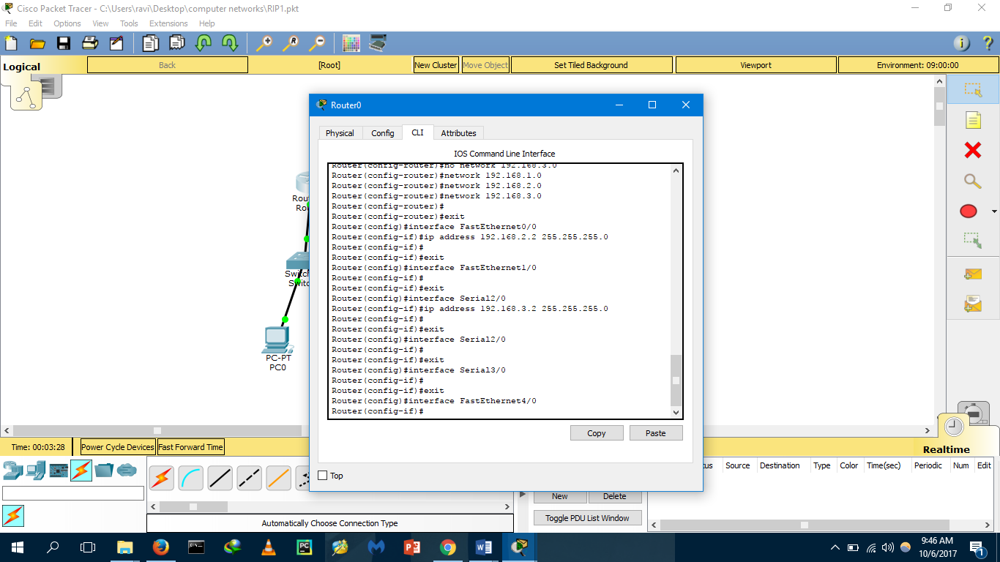 Cisco Packet Tracer - C:\Users\ravi\Desktop\computer networks\RIP1.pkt
File Edit Options View Tools Extensions Help
Logical Back [Root] New Cluster Move Object Set Tiled Background Viewport Environment: 09:00:00
Router0
Physical Config CLI Attributes
IOS Command Line Interface
Router(config-router)#no network 192.168.3.0
Router(config-router)#network 192.168.1.0
Router(config-router)#network 192.168.2.0
Router(config-router)#network 192.168.3.0
Router(config-router)#
Router(config-router)#exit
Router(config)#interface FastEthernet0/0
Router(config-if)#ip address 192.168.2.2 255.255.255.0
Router(config-if)#
Router(config-if)#exit
Router(config)#interface FastEthernet1/0
Router(config-if)#
Router(config-if)#exit
Router(config)#interface Serial2/0
Router(config-if)#ip address 192.168.3.2 255.255.255.0
Router(config-if)#
Router(config-if)#exit
Router(config)#interface Serial2/0
Router(config-if)#
Router(config-if)#exit
Router(config)#interface Serial3/0
Router(config-if)#
Router(config-if)#exit
Router(config)#interface FastEthernet4/0
Router(config-if)#
Copy Paste
Top
Rou
Ro
Switc
Switc
PC-PT
PC0
Time: 00:03:28 Power Cycle Devices Fast Forward Time
Realtime
tus Source Destination Type Color Time(sec) Periodic Num Edit
New Delete
Toggle PDU List Window
Automatically Choose Connection Type
9:46 AM
10/6/2017
1